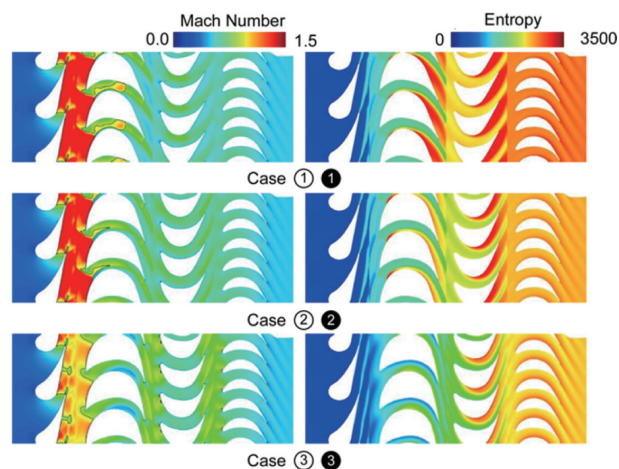 Mach Number Entropy
0.0 1.5 0 3500
Case ① ❶
Case ② ❷
Case ③ ❸